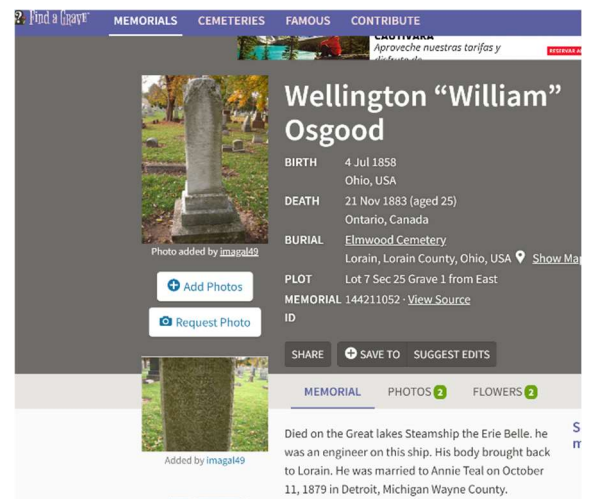 Find a Grave MEMORIALS CEMETERIES FAMOUS CONTRIBUTE
CAUTIVARA
Aproveche nuestras tarifas y
disfruta de
Wellington “William”
Osgood
BIRTH 4 Jul 1858
Ohio, USA
DEATH 21 Nov 1883 (aged 25)
Ontario, Canada
BURIAL Elmwood Cemetery
Lorain, Lorain County, Ohio, USA Show Map
PLOT Lot 7 Sec 25 Grave 1 from East
MEMORIAL 144211052 · View Source
ID
Photo added by imagal49
Add Photos
Request Photo
SHARE SAVE TO SUGGEST EDITS
MEMORIAL PHOTOS 2 FLOWERS 2
Added by imagal49
Died on the Great lakes Steamship the Erie Belle. he
was an engineer on this ship. His body brought back
to Lorain. He was married to Annie Teal on October
11, 1879 in Detroit, Michigan Wayne County.